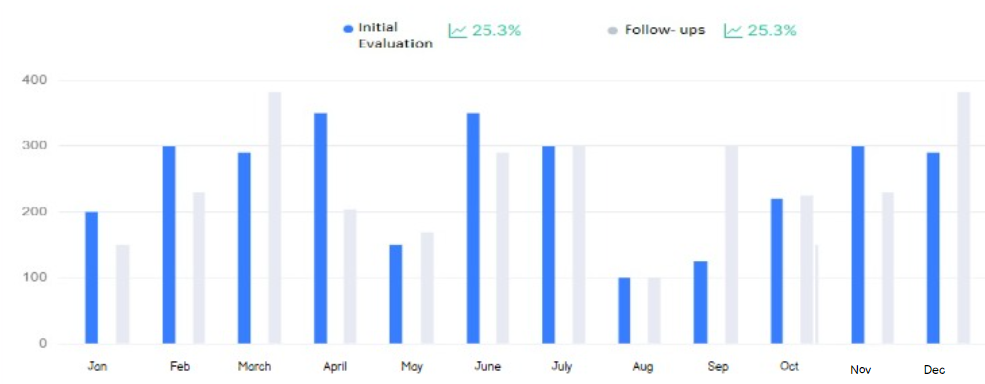 Initial 25.3% Follow- ups 25.3%
Evaluation
400
300
200
100
0
Jan Feb March April May June July Aug Sep Oct Nov Dec